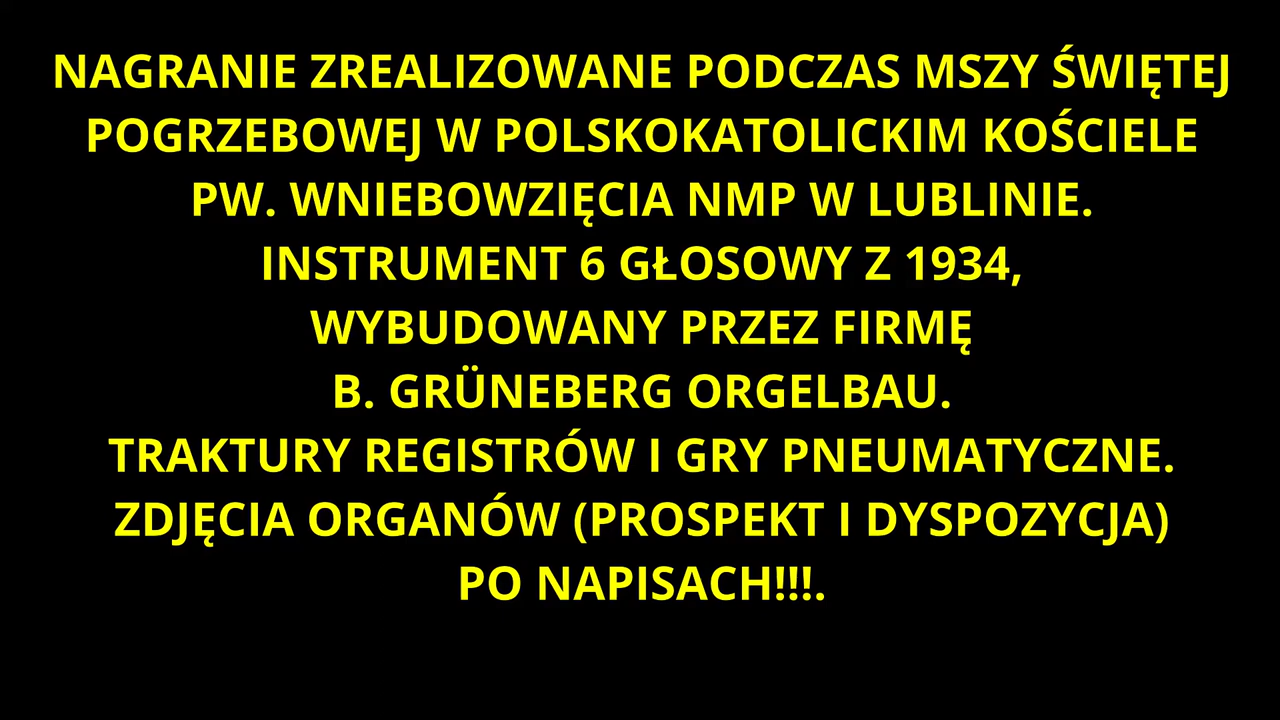 NAGRANIE ZREALIZOWANE PODCZAS MSZY ŚWIĘTEJ
POGRZEBOWEJ W POLSKOKATOLICKIM KOŚCIELE
PW. WNIEBOWZIĘCIA NMP W LUBLINIE.
INSTRUMENT 6 GŁOSOWY Z 1934,
WYBUDOWANY PRZEZ FIRMĘ
B. GRÜNEBERG ORGELBAU.
TRAKTURY REGISTRÓW I GRY PNEUMATYCZNE.
ZDJĘCIA ORGANÓW (PROSPEKT I DYSPOZYCJA)
PO NAPISACH!!!.